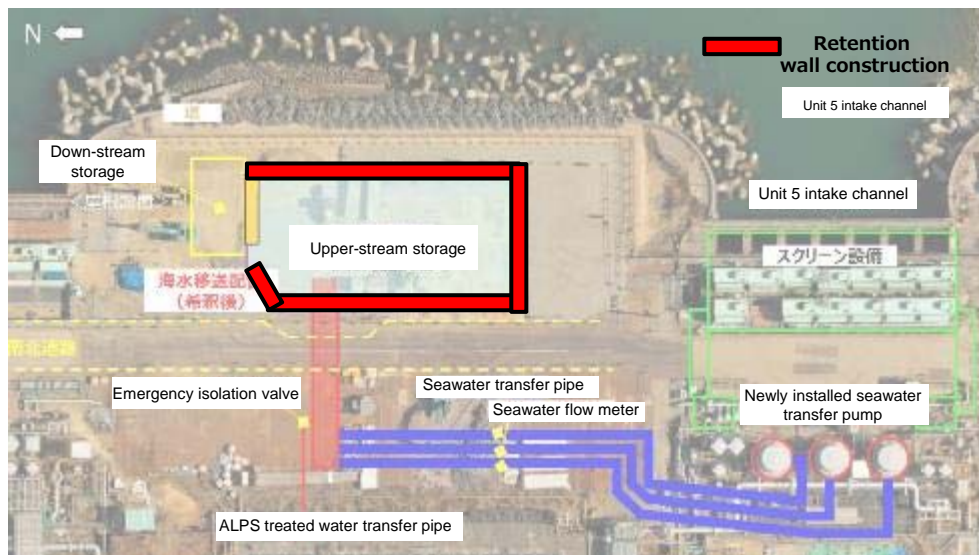 N
Retention
wall construction
道
Unit 5 intake channel
Down-stream
storage
Unit 5 intake channel
Upper-stream storage
スクリーン設備
海水移送配
(希釈後)
南北道路
Emergency isolation valve
Seawater transfer pipe
Seawater flow meter
Newly installed seawater
transfer pump
ALPS treated water transfer pipe